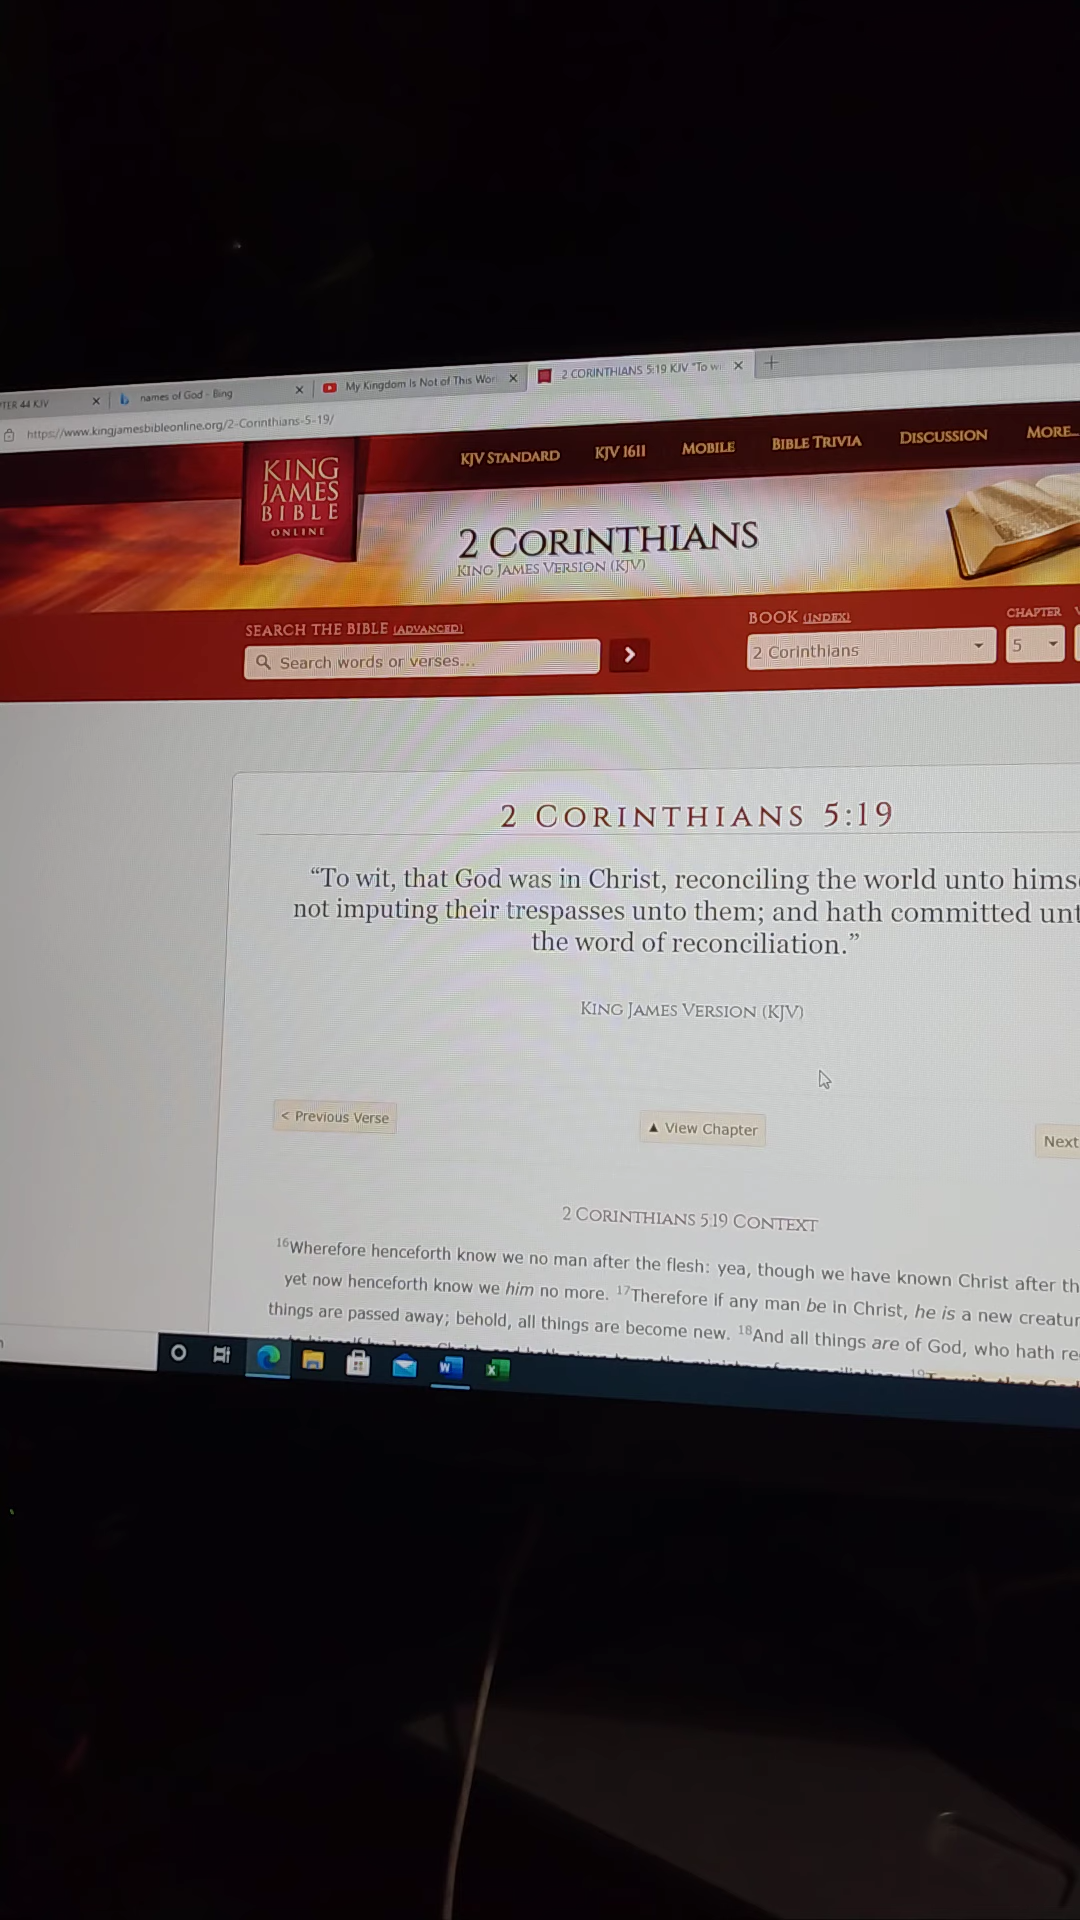 TER 44 KJV
names of God - Bing
My Kingdom Is Not of This Wor
2 CORINTHIANS 5:19 KJV "To wi
https://www.kingjamesbibleonline.org/2-Corinthians-5-19/
KING
JAMES
BIBLE
ONLINE
KJV STANDARD
KJV 1611
MOBILE
BIBLE TRIVIA
DISCUSSION
MORE...
2 CORINTHIANS
KING JAMES VERSION (KJV)
SEARCH THE BIBLE (ADVANCED)
Search words or verses...
BOOK (INDEX)
2 Corinthians
CHAPTER
5
2 CORINTHIANS 5:19
“To wit, that God was in Christ, reconciling the world unto himse
not imputing their trespasses unto them; and hath committed unt
the word of reconciliation.”
KING JAMES VERSION (KJV)
< Previous Verse
▲ View Chapter
Next
2 CORINTHIANS 5:19 CONTEXT
16Wherefore henceforth know we no man after the flesh: yea, though we have known Christ after th
yet now henceforth know we him no more. 17Therefore if any man be in Christ, he is a new creatur
things are passed away; behold, all things are become new. 18And all things are of God, who hath re